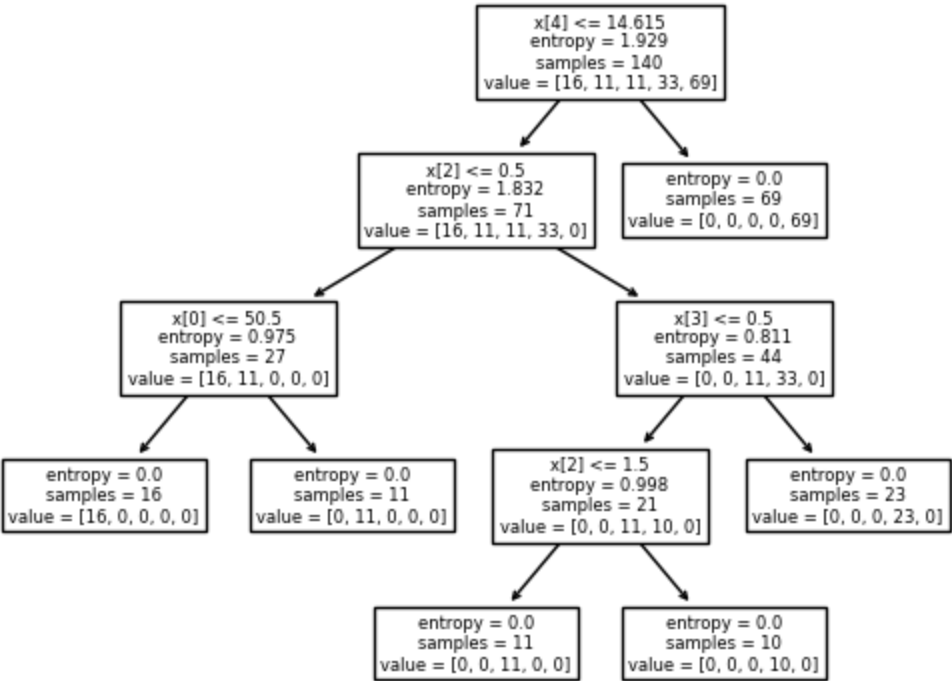 x[4] <= 14.615
entropy = 1.929
samples = 140
value = [16, 11, 11, 33, 69]
x[2] <= 0.5
entropy = 1.832
samples = 71
value = [16, 11, 11, 33, 0]
entropy = 0.0
samples = 69
value = [0, 0, 0, 0, 69]
x[0] <= 50.5
entropy = 0.975
samples = 27
value = [16, 11, 0, 0, 0]
x[3] <= 0.5
entropy = 0.811
samples = 44
value = [0, 0, 11, 33, 0]
entropy = 0.0
samples = 16
value = [16, 0, 0, 0, 0]
entropy = 0.0
samples = 11
value = [0, 11, 0, 0, 0]
x[2] <= 1.5
entropy = 0.998
samples = 21
value = [0, 0, 11, 10, 0]
entropy = 0.0
samples = 23
value = [0, 0, 0, 23, 0]
entropy = 0.0
samples = 11
value = [0, 0, 11, 0, 0]
entropy = 0.0
samples = 10
value = [0, 0, 0, 10, 0]